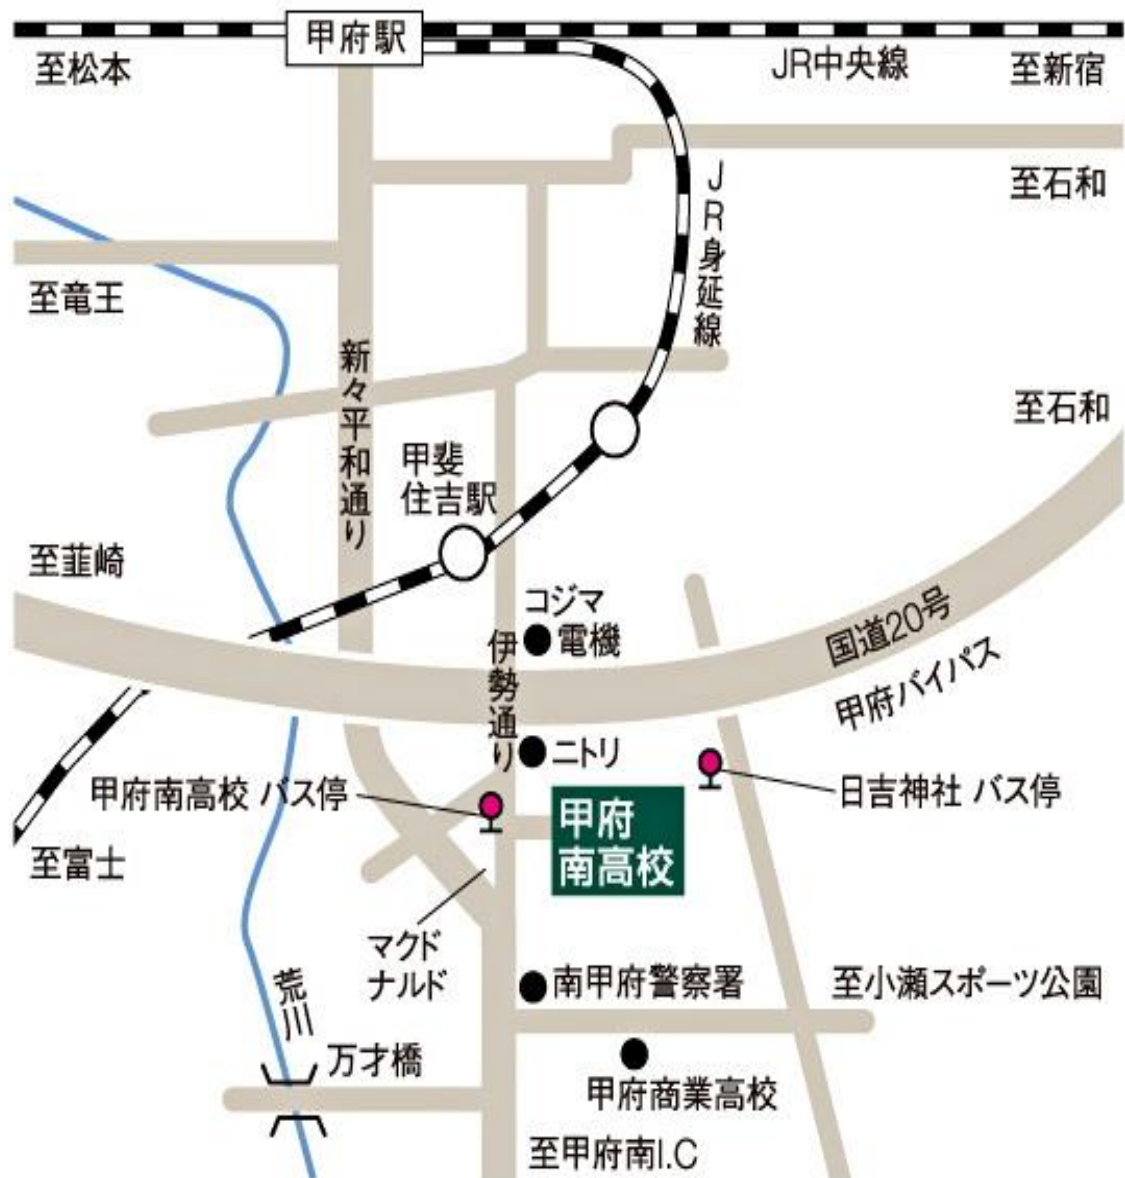 甲府駅
至松本
JR中央線
至新宿
至石和
JR身延線
至竜王
新々平和通り
至石和
甲斐
住吉駅
至韮崎
コジマ
電機
国道20号
甲府バイパス
伊勢通り
ニトリ
甲府南高校 バス停
日吉神社 バス停
甲府
南高校
至富士
マクド
ナルド
荒川
南甲府警察署
至小瀬スポーツ公園
万才橋
甲府商業高校
至甲府南I.C